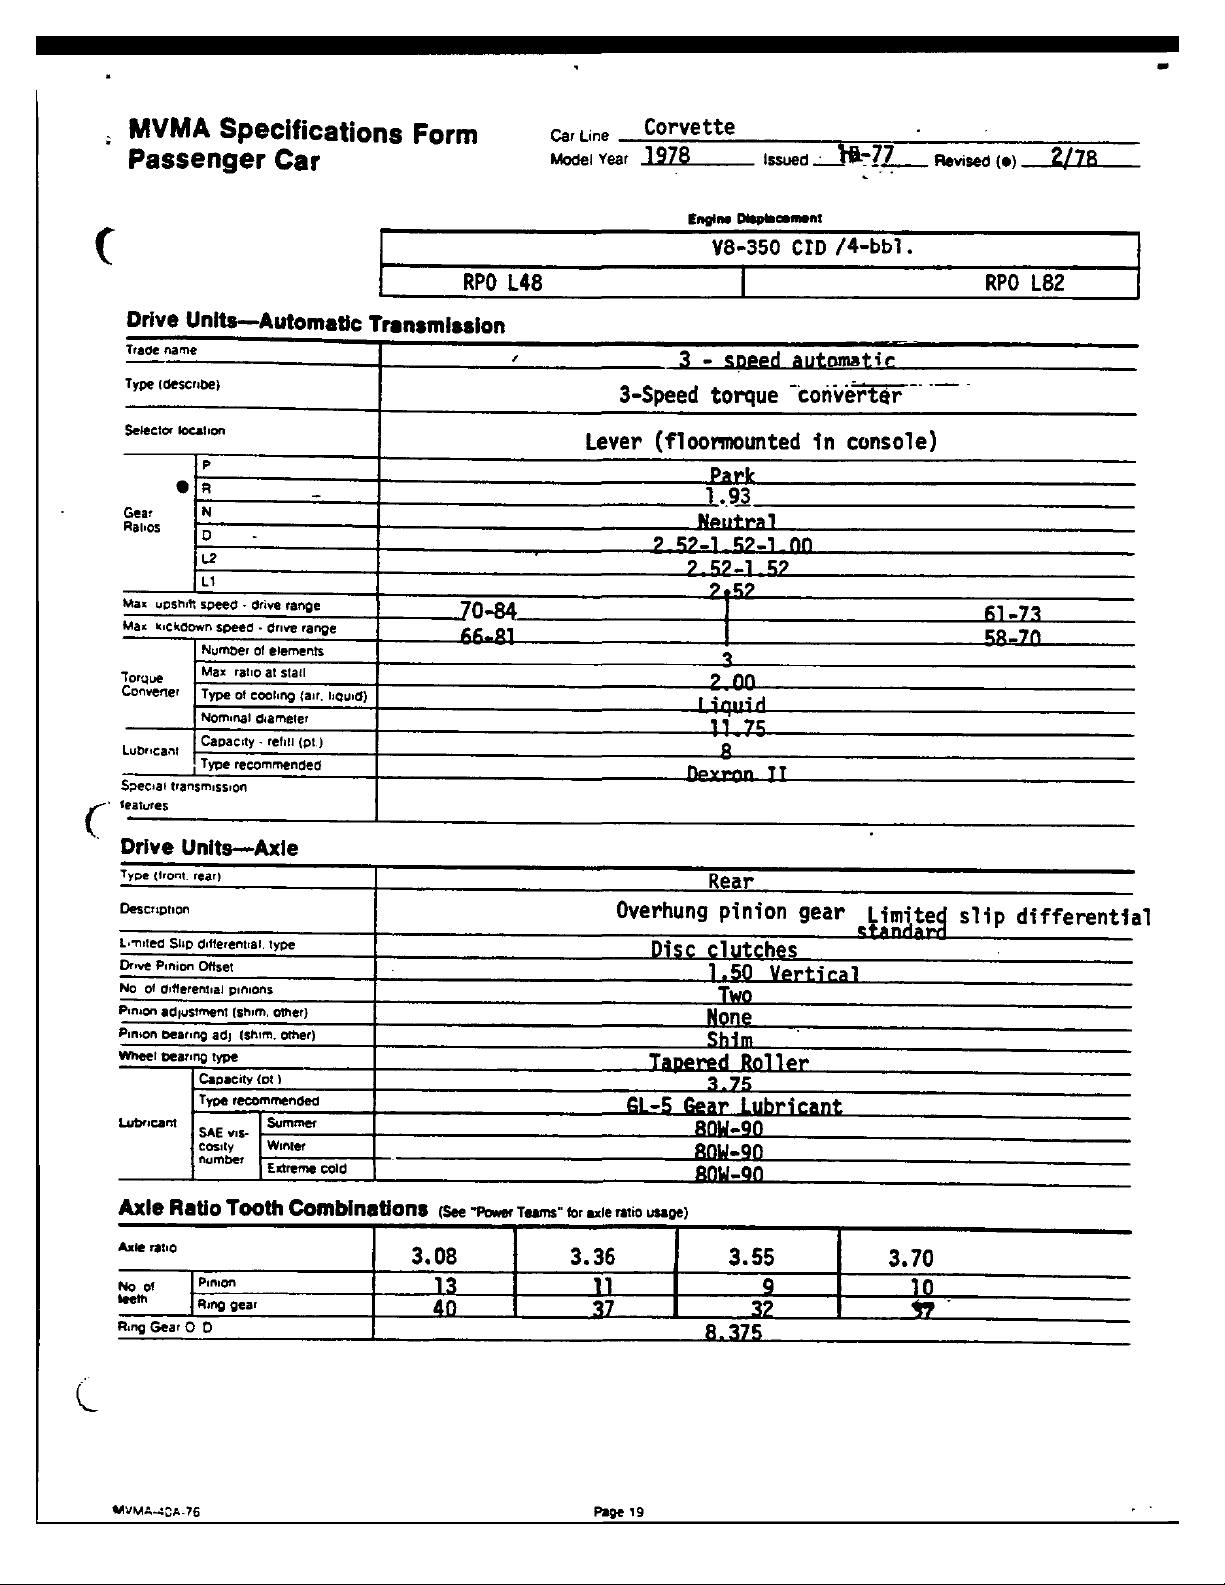 MVMA Specifications Form
Passenger Car
Car Line Corvette
Model Year 1978 Issued -77 Revised (●) 2/78
Engine Displacement
V8-350 CID /4-bbl.
RPO L48 RPO L82
Drive Units—Automatic Transmission
Trade name 3 - speed automatic
Type (describe) 3-Speed torque converter
Selector location Lever (floormounted in console)
Gear Ratios
P Park
● R 1.93
N Neutral
D 2.52-1.52-1.00
L2 2.52-1.52
L1 2.52
Max upshift speed - drive range 70-84 61-73
Max kickdown speed - drive range 66-81 58-70
Torque Converter
Number of elements 3
Max ratio at stall 2.00
Type of cooling (air, liquid) Liquid
Nominal diameter 11.75
Lubricant
Capacity - refill (pt.) 8
Type recommended Dexron II
Special transmission
features
Drive Units—Axle
Type (front, rear) Rear
Description Overhung pinion gear Limited slip differential
standard
Limited Slip differential, type Disc clutches
Drive Pinion Offset 1.50 Vertical
No of differential pinions Two
Pinion adjustment (shim, other) None
Pinion bearing adj (shim, other) Shim
Wheel bearing type Tapered Roller
Lubricant
Capacity (pt) 3.75
Type recommended GL-5 Gear Lubricant
SAE vis-
cosity
number
Summer 80W-90
Winter 80W-90
Extreme cold 80W-90
Axle Ratio Tooth Combinations (See "Power Teams" for axle ratio usage)
Axle ratio 3.08 3.36 3.55 3.70
No of
teeth
Pinion 13 11 9 10
Ring gear 40 37 32 37
Ring Gear O D 8.375
MVMA-40A-76 Page 19